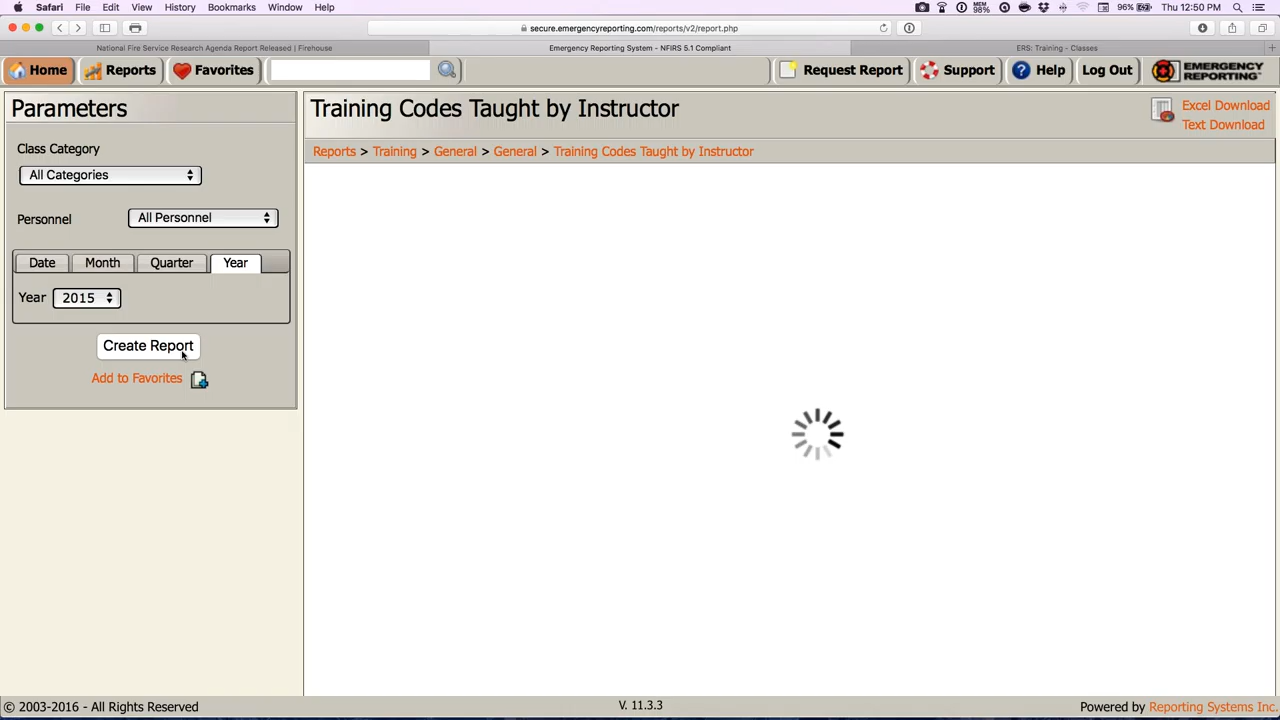 Safari File Edit View History Bookmarks Window Help MEM 98% 96% Thu 12:50 PM
secure.emergencyreporting.com/reports/v2/report.php
National Fire Service Research Agenda Report Released | Firehouse Emergency Reporting System - NFIRS 5.1 Compliant ERS: Training - Classes
Home Reports Favorites Request Report Support Help Log Out EMERGENCY REPORTING
Parameters
Class Category
All Categories
Personnel All Personnel
Date Month Quarter Year
Year 2015
Create Report
Add to Favorites
Training Codes Taught by Instructor
Excel Download
Text Download
Reports > Training > General > General > Training Codes Taught by Instructor
© 2003-2016 - All Rights Reserved V. 11.3.3 Powered by Reporting Systems Inc.